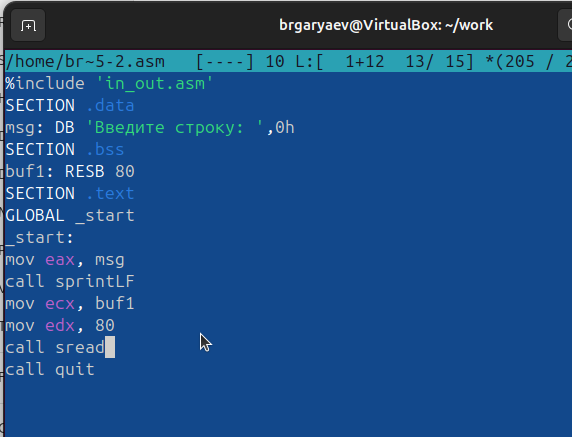 brgaryaev@VirtualBox: ~/work
/home/br~5-2.asm [----] 10 L:[ 1+12 13/ 15] *(205 / 2
%include 'in_out.asm'
SECTION .data
msg: DB 'Введите строку: ',0h
SECTION .bss
buf1: RESB 80
SECTION .text
GLOBAL _start
_start:
mov eax, msg
call sprintLF
mov ecx, buf1
mov edx, 80
call sread
call quit